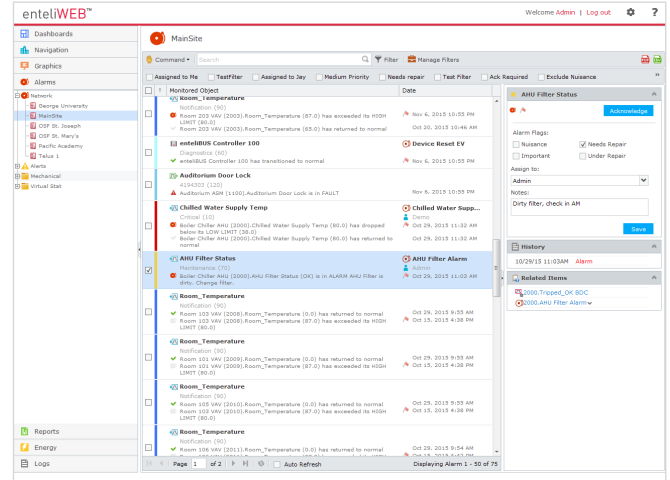 enteliWEB™
Welcome Admin | Log out
?
Dashboards
Navigation
Graphics
Alarms
Network
George University
MainSite
OSF St. Joseph
OSF St. Mary's
Pacific Academy
Telus 1
Alerts
Mechanical
Virtual Stat
Reports
Energy
Logs
MainSite
Command
Search
Filter
Manage Filters
Assigned to Me
TestFilter
Assigned to Jay
Medium Priority
Needs repair
Test Filter
Ack Required
Exclude Nuisance
»
! Monitored Object Date
Room_Temperature
Notification (90)
Room 203 VAV (2003).Room_Temperature (87.0) has exceeded its HIGH Nov 6, 2015 10:55 PM
LIMIT (80.0)
Room 203 VAV (2003).Room_Temperature (65.0) has returned to normal Oct 20, 2015 10:46 AM
enteliBUS Controller 100 Device Reset EV
Diagnostics (60)
enteliBUS Controller 100 has transitioned to normal Nov 6, 2015 10:55 PM
Auditorium Door Lock
4194303 (120)
Auditorium ASM (1100).Auditorium Door Lock is in FAULT Nov 6, 2015 10:55 PM
Chilled Water Supply Temp Chilled Water Supp...
Critical (10) Demo
Boiler Chiller AHU (2000).Chilled Water Supply Temp (80.0) has dropped Oct 29, 2015 11:32 AM
below its LOW LIMIT (38.0)
Boiler Chiller AHU (2000).Chilled Water Supply Temp (80.0) has returned to Oct 29, 2015 11:32 AM
normal
AHU Filter Status AHU Filter Alarm
Maintenance (70) Admin
Boiler Chiller AHU (2000).AHU Filter Status (OK) is in ALARM AHU Filter is Oct 29, 2015 11:03 AM
dirty. Change filter.
Room_Temperature
Notification (90)
Room 103 VAV (2008).Room_Temperature (0.0) has returned to normal Oct 29, 2015 9:55 AM
Room 103 VAV (2008).Room_Temperature (87.0) has exceeded its HIGH Oct 15, 2015 4:38 PM
LIMIT (80.0)
Room_Temperature
Notification (90)
Room 101 VAV (2009).Room_Temperature (0.0) has returned to normal Oct 29, 2015 9:55 AM
Room 101 VAV (2009).Room_Temperature (87.0) has exceeded its HIGH Oct 15, 2015 4:38 PM
LIMIT (80.0)
Room_Temperature
Notification (90)
Room 105 VAV (2010).Room_Temperature (0.0) has returned to normal Oct 29, 2015 9:55 AM
Room 103 VAV (2010).Room_Temperature (87.0) has exceeded its HIGH Oct 15, 2015 4:38 PM
LIMIT (80.0)
Room_Temperature
Notification (90)
Room 106 VAV (2011).Room_Temperature (0.0) has returned to normal Oct 29, 2015 9:54 AM
Page 1 of 2
Auto Refresh
Displaying Alarm 1 - 50 of 75
AHU Filter Status
Acknowledge
Alarm Flags:
Nuisance Needs Repair
Important Under Repair
Assign to:
Admin
Notes:
Dirty filter, check in AM
Save
History
10/29/15 11:03AM Alarm
Related Items
2000.Tripped_OK BDC
2000.AHU Filter Alarm